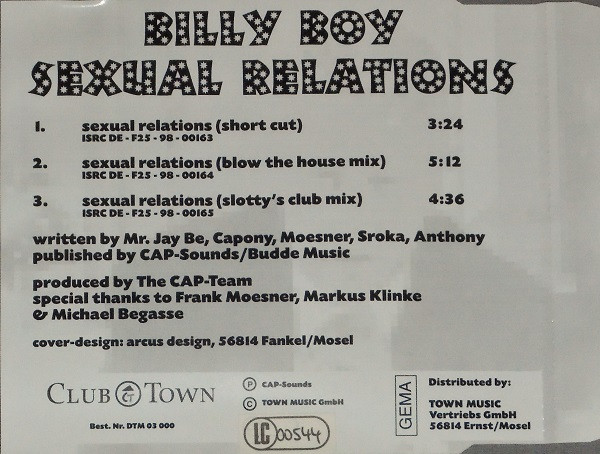 BILLY BOY
SEXUAL RELATIONS
1. sexual relations (short cut) 3:24
ISRC DE - F25 - 98 - 00163
2. sexual relations (blow the house mix) 5:12
ISRC DE - F25 - 98 - 00164
3. sexual relations (slotty's club mix) 4:36
ISRC DE - F25 - 98 - 00165
written by Mr. Jay Be, Capony, Moesner, Sroka, Anthony
published by CAP-Sounds/Budde Music
produced by The CAP-Team
special thanks to Frank Moesner, Markus Klinke
& Michael Begasse
cover-design: arcus design, 56814 Fankel/Mosel
CLUB CT TOWN
Best. Nr. DTM 03 000
Ⓟ CAP-Sounds
© TOWN MUSIC GmbH
LC 00544
GEMA
Distributed by:
TOWN MUSIC
Vertriebs GmbH
56814 Ernst/Mosel